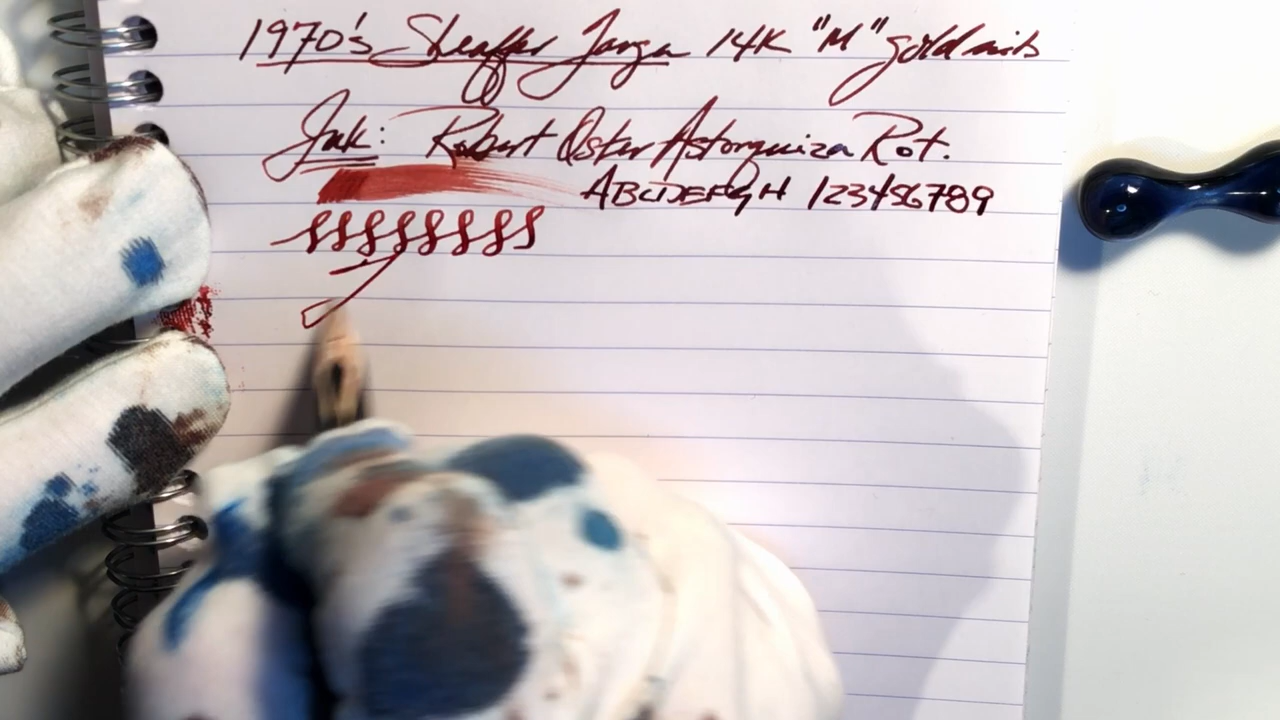 1970's Sheaffer Targa 14K "M" gold nib
Ink: Robert Oster Astorquiza Rot.
ABCDEFGH 123456789